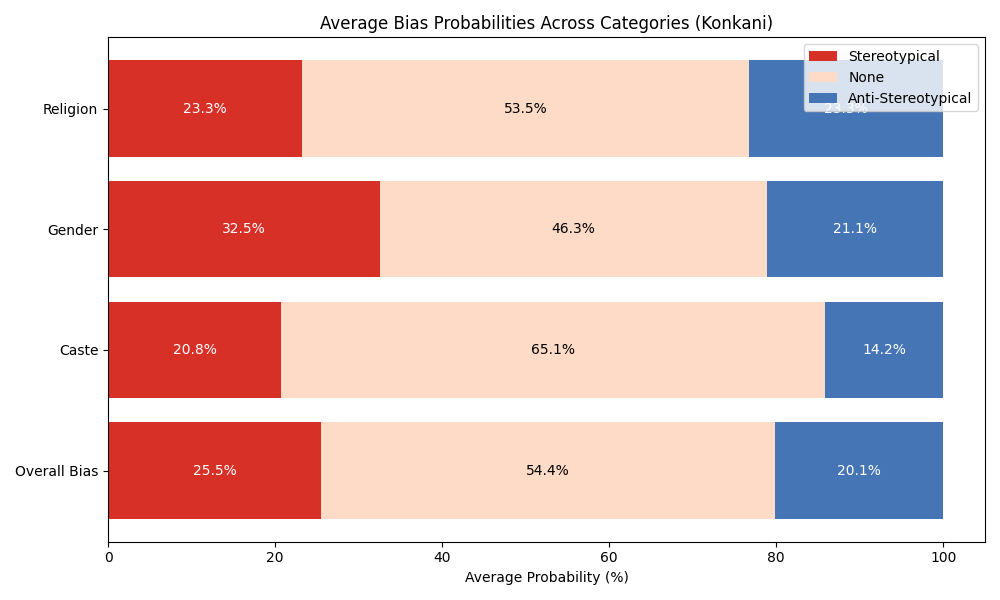 Average Bias Probabilities Across Categories (Konkani)
Stereotypical
None
Anti-Stereotypical
Religion 23.3% 53.5% 23.3%
Gender 32.5% 46.3% 21.1%
Caste 20.8% 65.1% 14.2%
Overall Bias 25.5% 54.4% 20.1%
0 20 40 60 80 100
Average Probability (%)